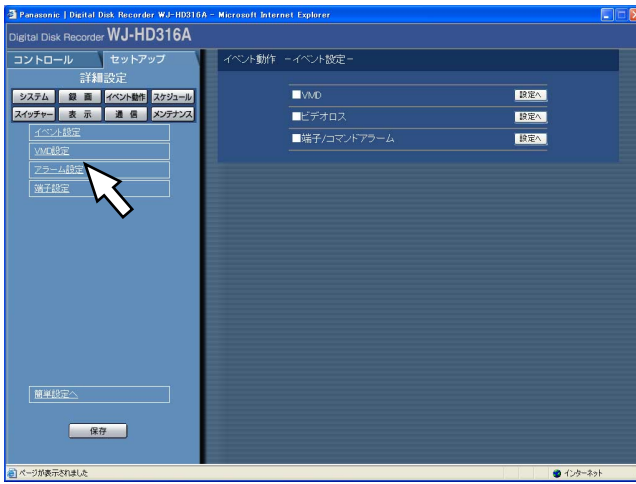 Panasonic | Digital Disk Recorder WJ-HD316A - Microsoft Internet Explorer
Digital Disk Recorder WJ-HD316A
コントロール セットアップ
詳細設定
システム 録 画 イベント動作 スケジュール
スイッチャー 表 示 通 信 メンテナンス
イベント設定
VMD設定
アラーム設定
端子設定
簡単設定へ
保存
イベント動作 －イベント設定－
■VMD 設定へ
■ビデオロス 設定へ
■端子/コマンドアラーム 設定へ
ページが表示されました インターネット